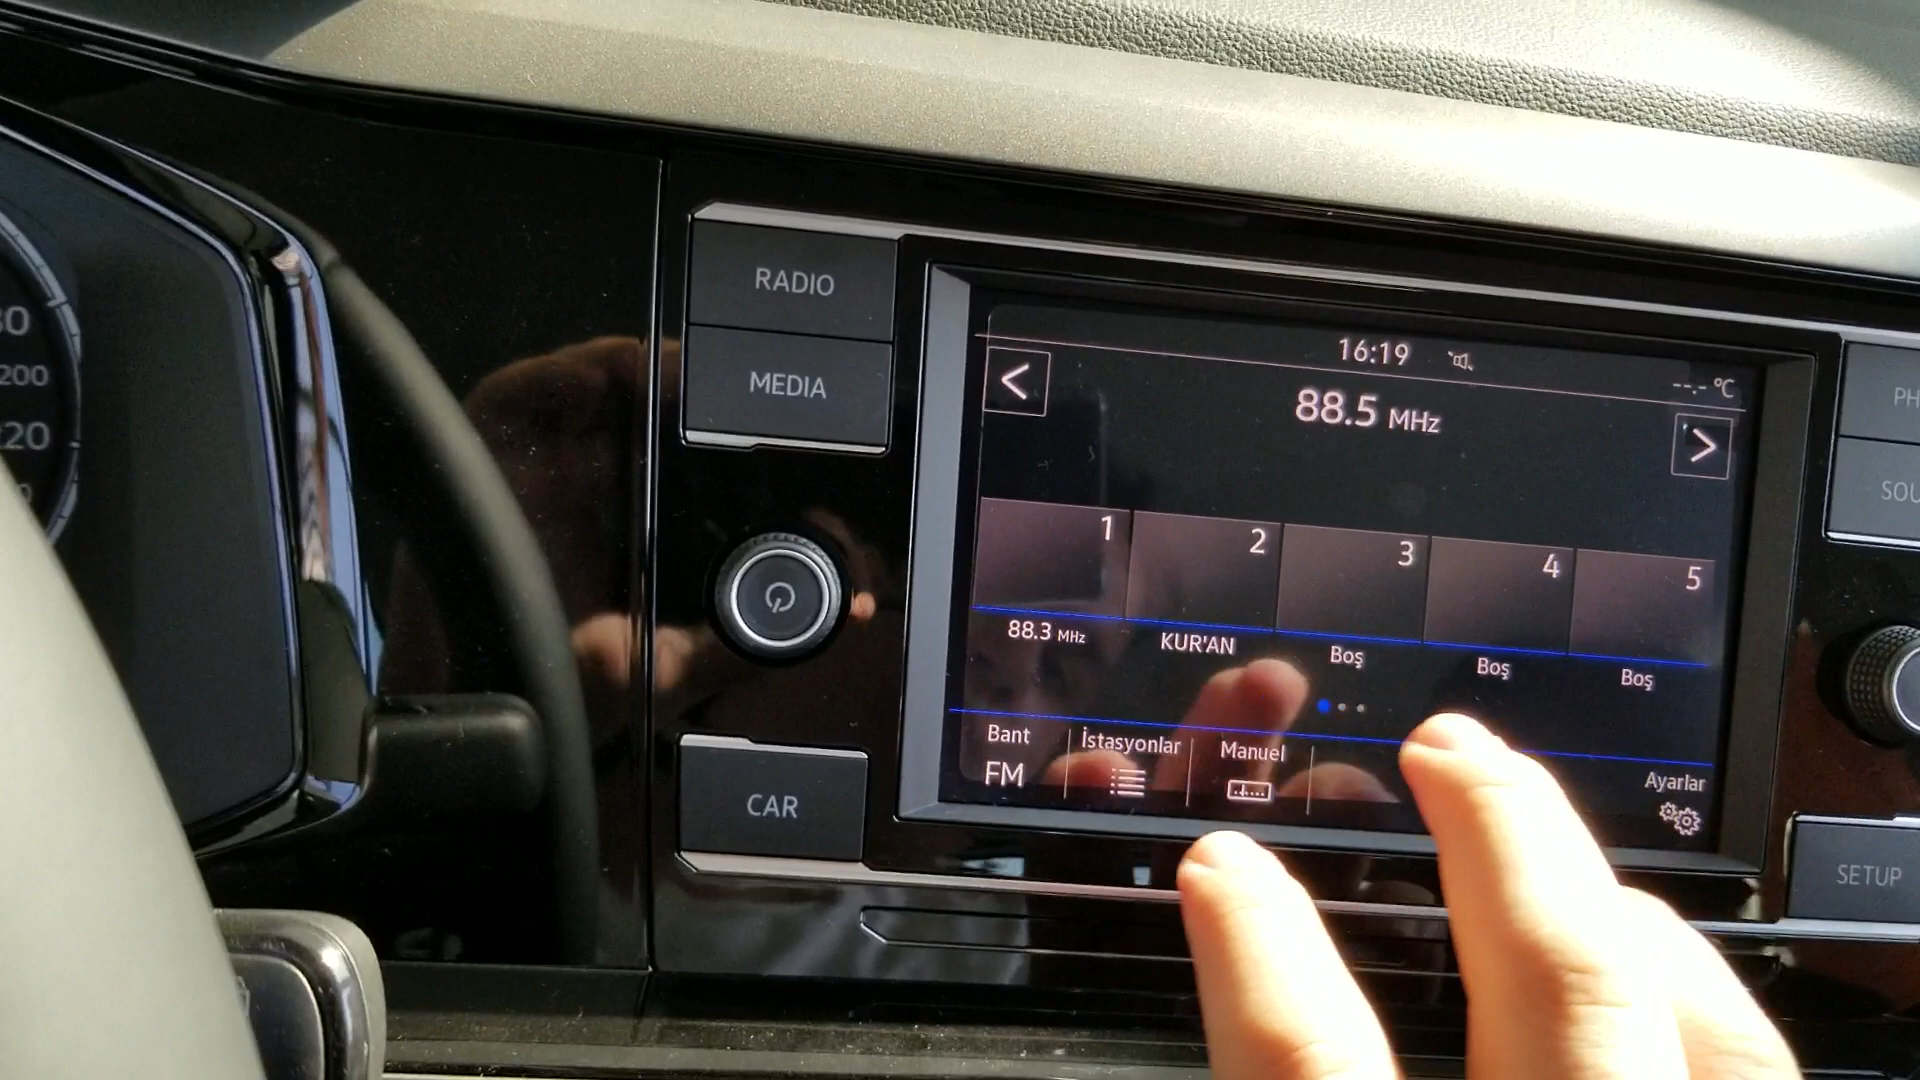 RADIO
MEDIA
CAR
SETUP
16:19
--.- °C
<
88.5 MHz
>
1
2
3
4
5
88.3 MHz
KUR'AN
Boş
Boş
Boş
Bant
FM
İstasyonlar
Manuel
Ayarlar
200